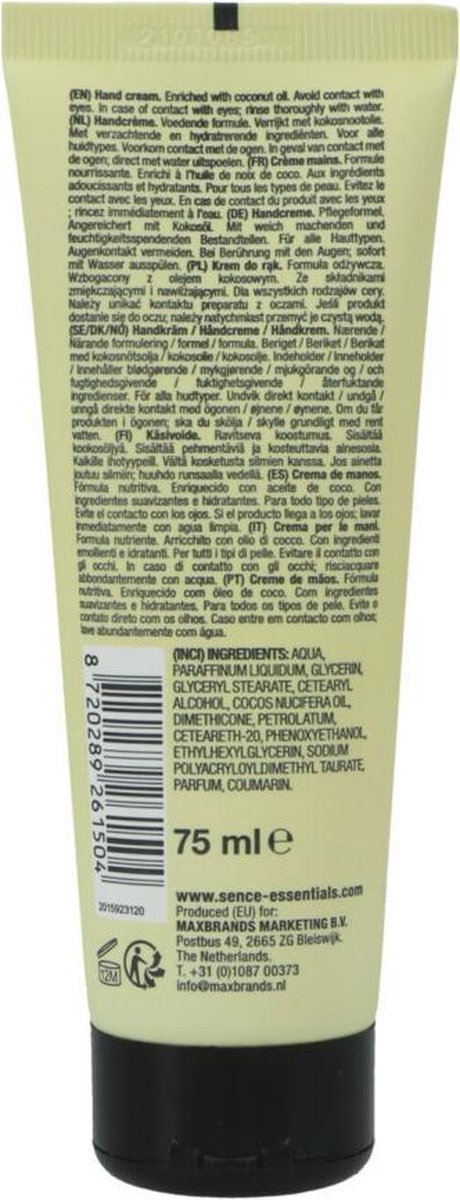 (EN) Hand cream. Enriched with coconut oil. Avoid contact with
eyes. In case of contact with eyes; rinse thoroughly with water.
(NL) Handcrème. Voedende formule. Verrijkt met kokosnootolie.
Met verzachtende en hydratrerende ingrediënten. Voor alle
huidtypes. Voorkom contact met de ogen. In geval van contact met
de ogen; direct met water uitspoelen. (FR) Crème mains. Formule
nourrissante. Enrichi à l'huile de noix de coco. Aux ingrédients
adoucissants et hydratants. Pour tous les types de peau. Evitez le
contact avec les yeux. En cas de contact du produit avec les yeux
; rincez immédiatement à l'eau. (DE) Handcreme. Pflegeformel.
Angereichert mit Kokosöl. Mit weich machenden und
feuchtigkeitsspendenden Bestandteilen. Für alle Hauttypen.
Augenkontakt vermeiden. Bei Berührung mit den Augen; sofort
mit Wasser ausspülen. (PL) Krem do rąk. Formula odżywcza.
Wzbogacony z olejem kokosowym. Ze składnikami
zmiękczającymi i nawilżającymi. Dla wszystkich rodzajów cery.
Należy unikać kontaktu preparatu z oczami. Jeśli produkt
dostanie się do oczu; należy natychmiast przemyć je czystą wodą.
(SE/DK/NO) Handkräm / Håndcreme / Håndkrem. Nærende /
Närande formulering / formel / formula. Beriget / Beriket / Berikat
med kokosnötsolja / kokosolie / kokosolje. Indeholder / Inneholder
/ Innehåller blødgørende / mykgjørende / mjukgörande og / och
fugtighedsgivende / fuktighetsgivende / återfuktande
ingredienser. För alla hudtyper. Undvik direkt kontakt / undgå /
unngå direkte kontakt med ögonen / øjnene / øynene. Om du får
produkten i ögonen; ska du skölja / skylle grundligt med rent
vatten. (FI) Käsivoide. Ravitseva koostumus. Sisältää
kookosöljyä. Sisältää pehmentäviä ja kosteuttavia ainesosia.
Kaikille ihotyypeill. Vältä kosketusta silmien kanssa. Jos ainetta
joutuu silmiin; huuhdo runsaalla vedellä. (ES) Crema de manos.
Fórmula nutritiva. Enriquecido con aceite de coco. Con
ingredientes suavizantes e hidratantes. Para todo tipo de pieles.
Evite el contacto con los ojos. Si el producto llega a los ojos; lavar
inmediatamente con agua limpia. (IT) Crema per le mani.
Formula nutriente. Arricchito con olio di cocco. Con ingredienti
emollienti e idratanti. Per tutti i tipi di pelle. Evitare il contatto con
gli occhi. In caso di contatto con gli occhi; risciacquare
abbondantemente con acqua. (PT) Creme de mãos. Fórmula
nutritiva. Enriquecido com óleo de coco. Com ingredientes
suavizantes e hidratantes. Para todos os tipos de pele. Evite o
contato direto com os olhos. Caso entre em contacto com olhos;
lave abundantemente com água.
(INCI) INGREDIENTS: AQUA,
PARAFFINUM LIQUIDUM, GLYCERIN,
GLYCERYL STEARATE, CETEARYL
ALCOHOL, COCOS NUCIFERA OIL,
DIMETHICONE, PETROLATUM,
CETEARETH-20, PHENOXYETHANOL,
ETHYLHEXYLGLYCERIN, SODIUM
POLYACRYLOYLDIMETHYL TAURATE,
PARFUM, COUMARIN.
8 720289 261504
2015923120
75 ml e
www.sence-essentials.com
Produced (EU) for:
MAXBRANDS MARKETING B.V.
Postbus 49, 2665 ZG Bleiswijk.
The Netherlands.
T. +31 (0)1087 00373
info@maxbrands.nl
12M